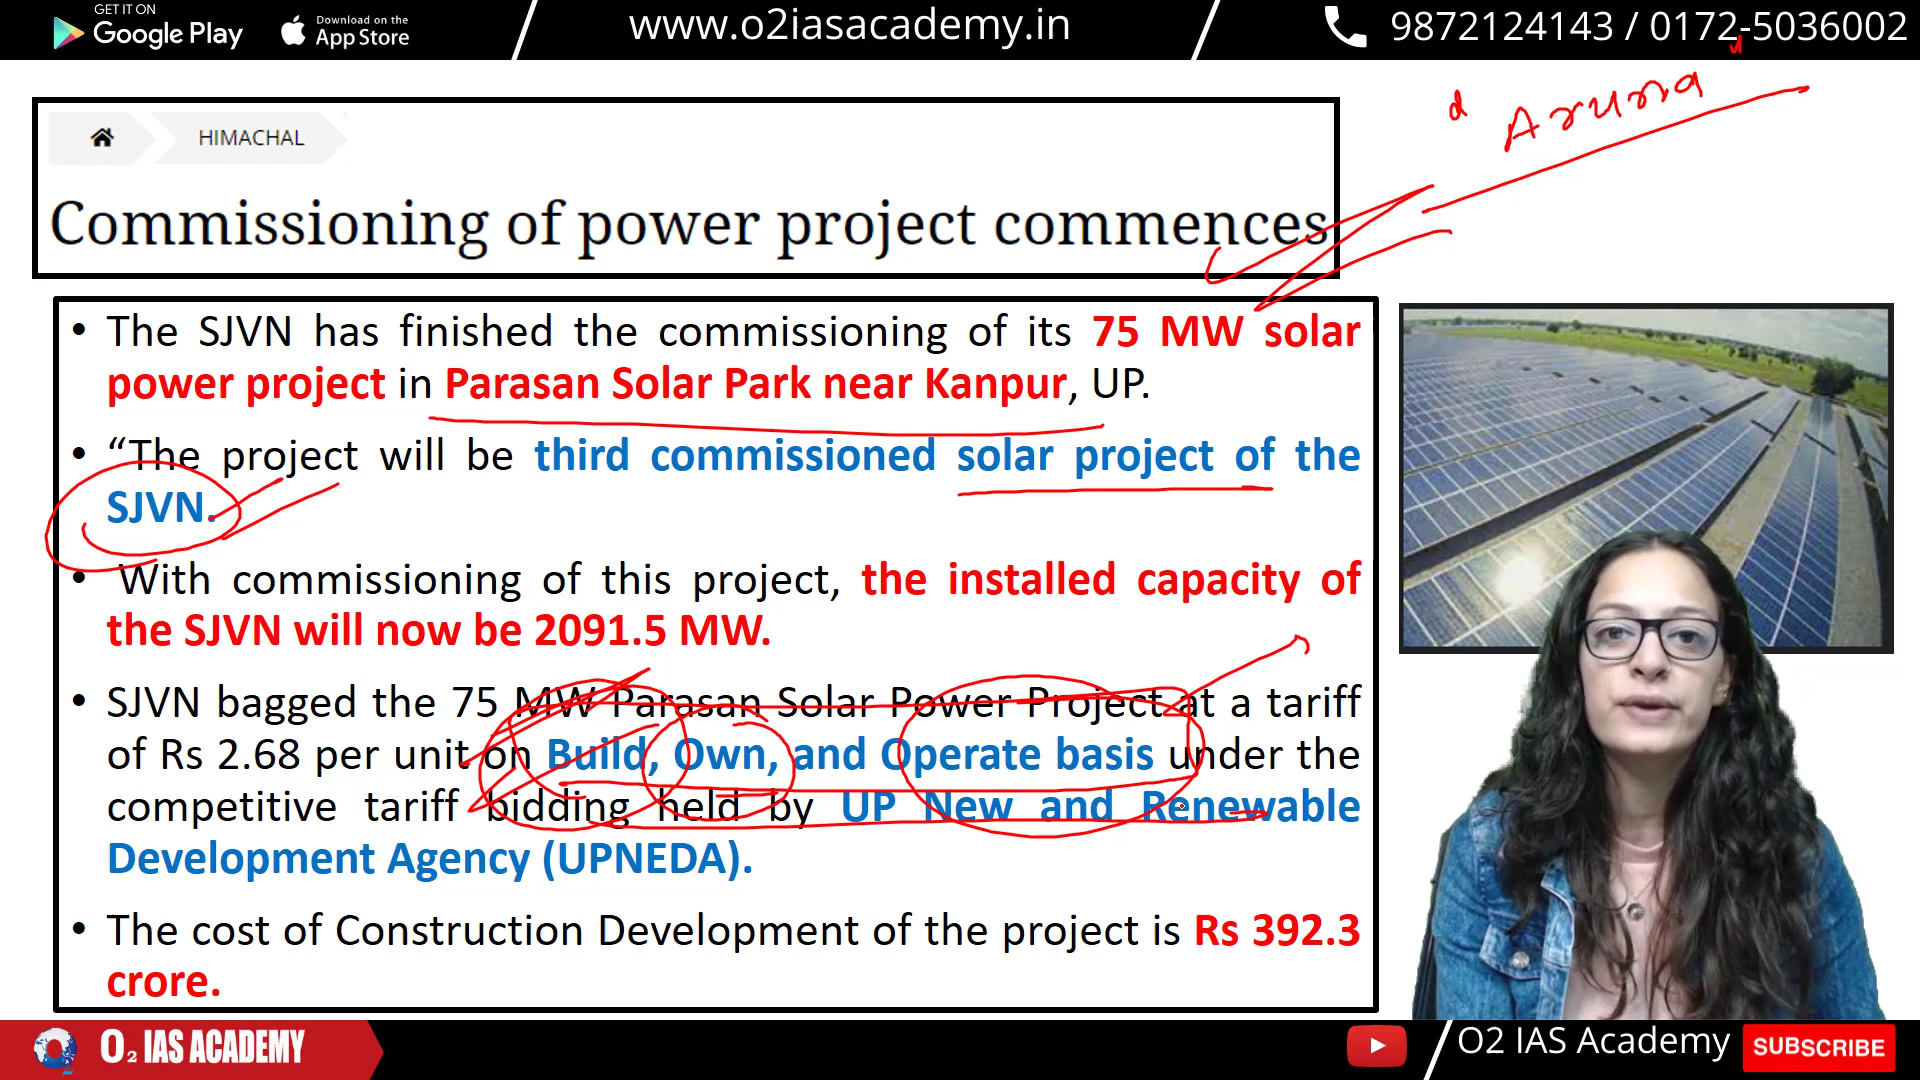 GET IT ON
Google Play
Download on the
App Store
www.o2iasacademy.in
9872124143 / 0172-5036002
Aruna
HIMACHAL
Commissioning of power project commences
• The SJVN has finished the commissioning of its 75 MW solar
power project in Parasan Solar Park near Kanpur, UP.
• “The project will be third commissioned solar project of the
SJVN.
• With commissioning of this project, the installed capacity of
the SJVN will now be 2091.5 MW.
• SJVN bagged the 75 MW Parasan Solar Power Project at a tariff
of Rs 2.68 per unit on Build, Own, and Operate basis under the
competitive tariff bidding held by UP New and Renewable
Development Agency (UPNEDA).
• The cost of Construction Development of the project is Rs 392.3
crore.
O2 IAS ACADEMY
O2 IAS Academy
SUBSCRIBE